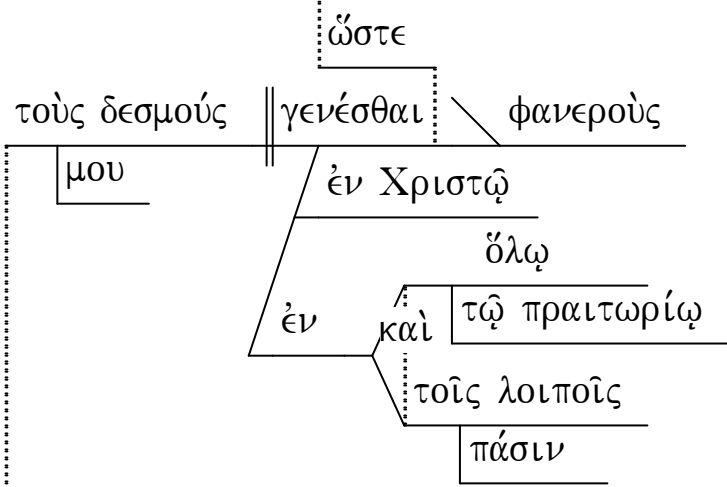 ὥστε
τοὺς δεσμούς γενέσθαι φανεροὺς
μου
ἐν Χριστῷ
ὅλῳ
ἐν καὶ τῷ πραιτωρίῳ
τοῖς λοιποῖς
πάσιν